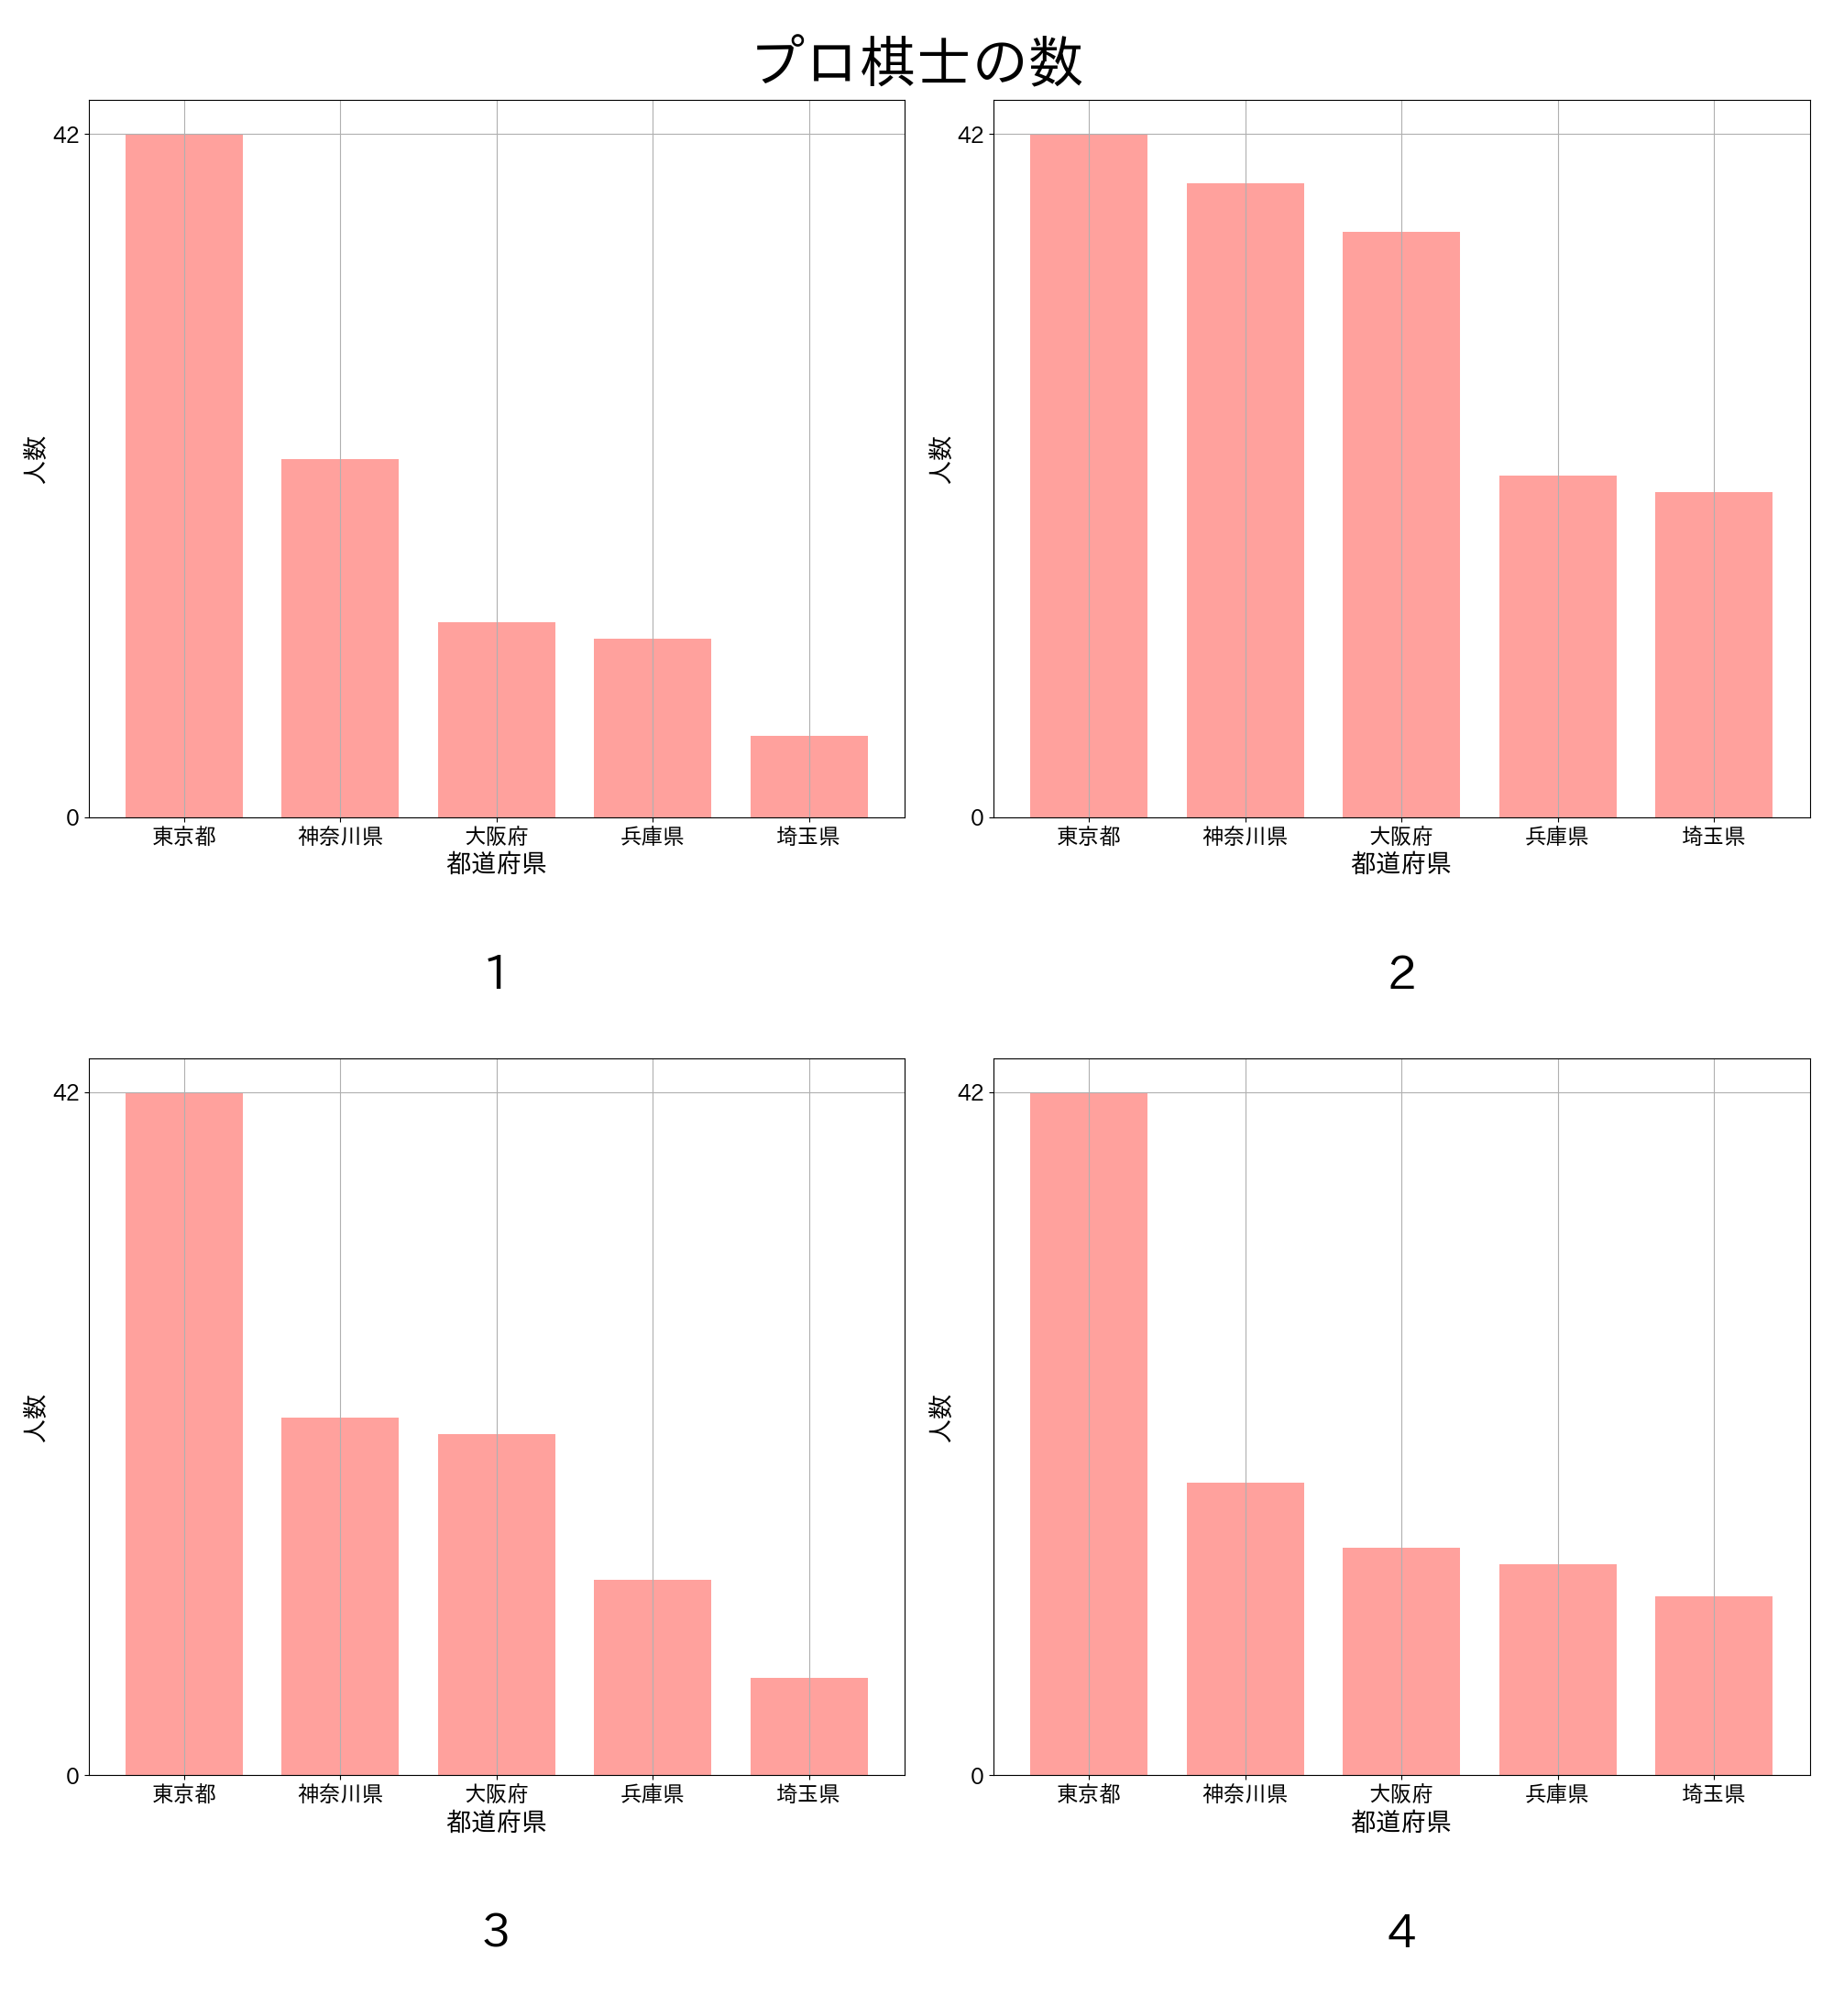 プロ棋士の数
42
0
人数
東京都 神奈川県 大阪府 兵庫県 埼玉県
都道府県
1
42
0
人数
東京都 神奈川県 大阪府 兵庫県 埼玉県
都道府県
2
42
0
人数
東京都 神奈川県 大阪府 兵庫県 埼玉県
都道府県
3
42
0
人数
東京都 神奈川県 大阪府 兵庫県 埼玉県
都道府県
4